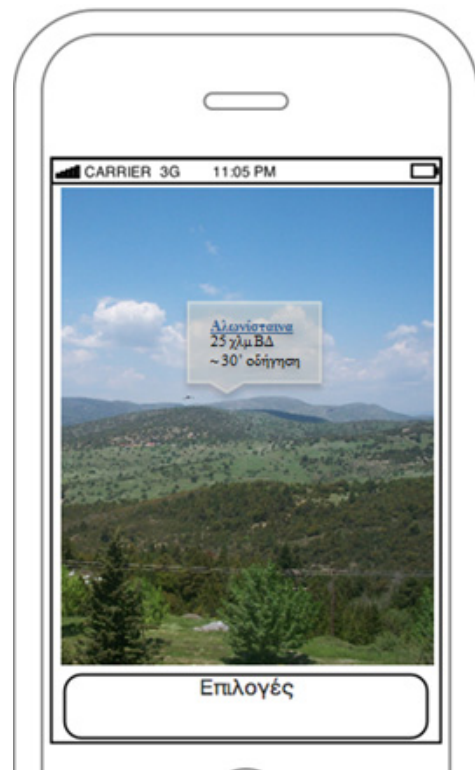 CARRIER 3G 11:05 PM
Αλωνίσταινα
25 χλμ ΒΔ
~ 30' οδήγηση
Επιλογές